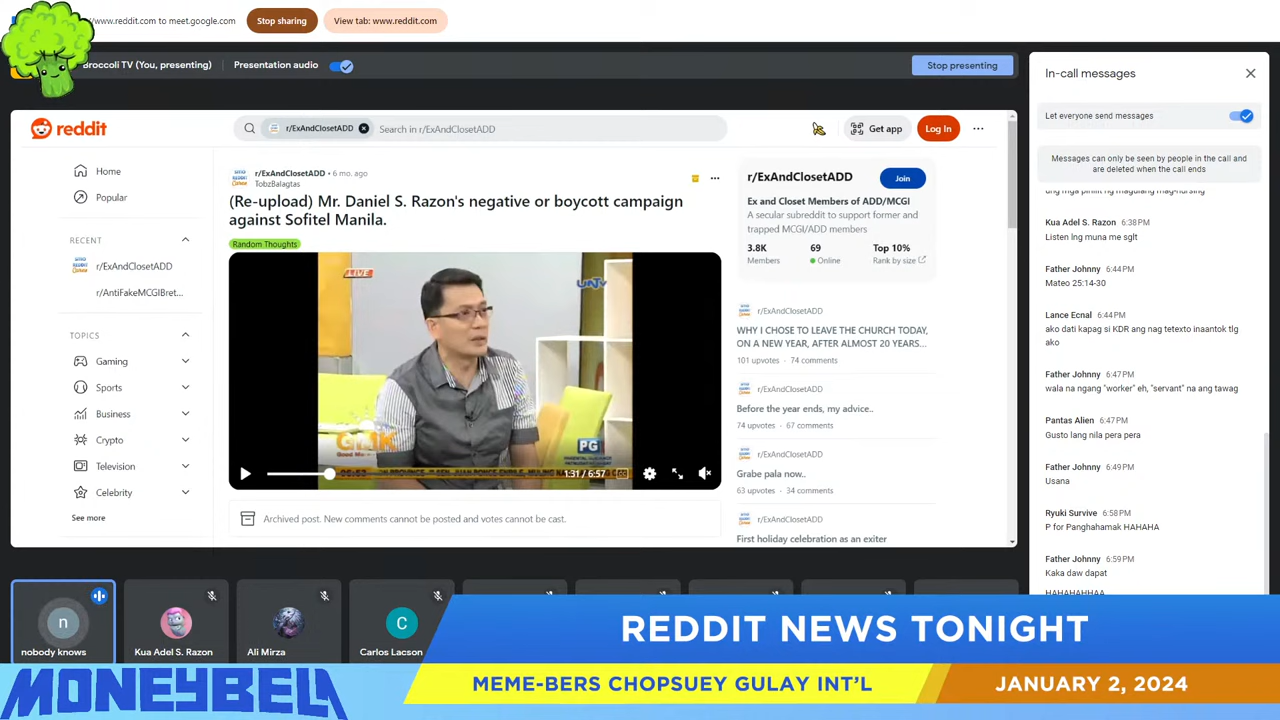 /www.reddit.com to meet.google.com
Stop sharing
View tab: www.reddit.com
Broccoli TV (You, presenting)
Presentation audio
Stop presenting
reddit
r/ExAndClosetADD
Search in r/ExAndClosetADD
Get app
Log In
Home
Popular
RECENT
r/ExAndClosetADD
r/AntiFakeMCGIBret...
TOPICS
Gaming
Sports
Business
Crypto
Television
Celebrity
See more
r/ExAndClosetADD • 6 mo. ago
TobzBalagtas
(Re-upload) Mr. Daniel S. Razon's negative or boycott campaign
against Sofitel Manila.
Random Thoughts
LIVE
UNTV
PG
1:31 / 6:57
Archived post. New comments cannot be posted and votes cannot be cast.
r/ExAndClosetADD
Join
Ex and Closet Members of ADD/MCGI
A secular subreddit to support former and
trapped MCGI/ADD members
3.8K
69
Top 10%
Members
Online
Rank by size
r/ExAndClosetADD
WHY I CHOSE TO LEAVE THE CHURCH TODAY,
ON A NEW YEAR, AFTER ALMOST 20 YEARS...
101 upvotes · 74 comments
r/ExAndClosetADD
Before the year ends, my advice..
74 upvotes · 67 comments
r/ExAndClosetADD
Grabe pala now..
63 upvotes · 34 comments
r/ExAndClosetADD
First holiday celebration as an exiter
In-call messages
Let everyone send messages
Messages can only be seen by people in the call and
are deleted when the call ends
ang mga pinilit ng magulang mag-nursing
Kua Adel S. Razon 6:38PM
Listen lng muna me sglt
Father Johnny 6:44PM
Mateo 25:14-30
Lance Ecnal 6:44PM
ako dati kapag si KDR ang nag tetexto inaantok tlg
ako
Father Johnny 6:47PM
wala na ngang "worker" eh, "servant" na ang tawag
Pantas Alien 6:47PM
Gusto lang nila pera pera
Father Johnny 6:49PM
Usana
Ryuki Survive 6:58PM
P for Panghahamak HAHAHA
Father Johnny 6:59PM
Kaka daw dapat
HAHAHAHHAA
n
C
nobody knows
Kua Adel S. Razon
Ali Mirza
Carlos Lacson
REDDIT NEWS TONIGHT
MONEYBELA
MEME-BERS CHOPSUEY GULAY INT'L
JANUARY 2, 2024